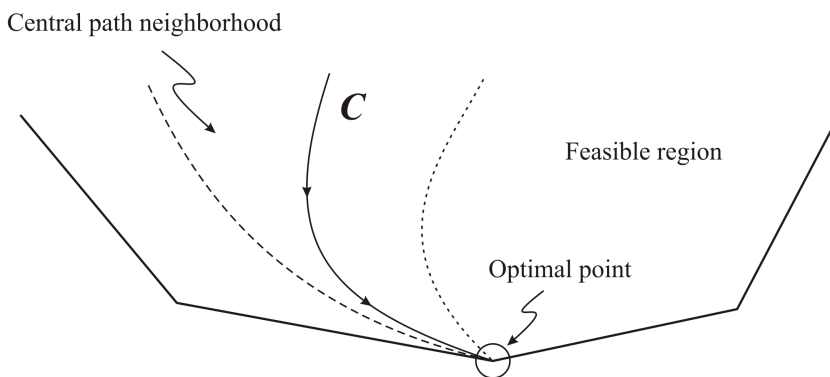 Central path neighborhood
C
Feasible region
Optimal point